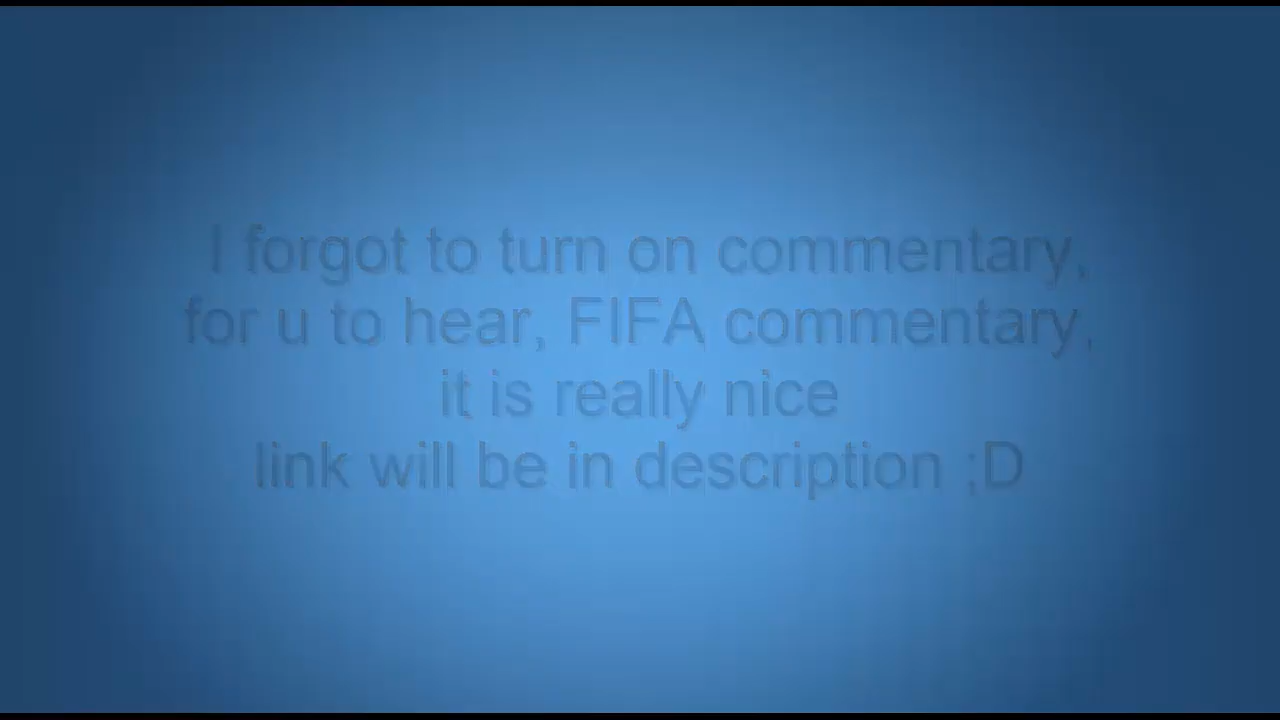 I forgot to turn on commentary,
for u to hear, FIFA commentary,
it is really nice
link will be in description ;D